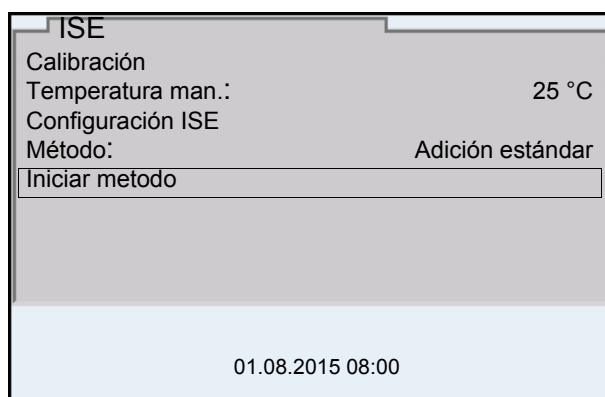 ISE
Calibración
Temperatura man.: 25 °C
Configuración ISE
Método: Adición estándar
Iniciar metodo
01.08.2015 08:00